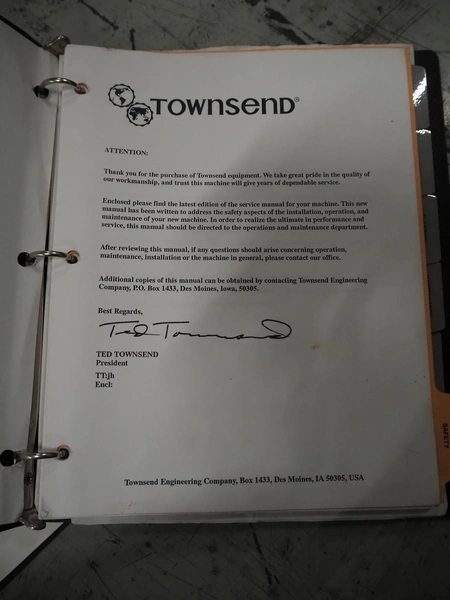 TOWNSEND®
ATTENTION:
Thank you for the purchase of Townsend equipment. We take great pride in the quality of
our workmanship, and trust this machine will give years of dependable service.
Enclosed please find the latest edition of the service manual for your machine. This new
manual has been written to address the safety aspects of the installation, operation, and
maintenance of your new machine. In order to realize the ultimate in performance and
service, this manual should be directed to the operations and maintenance department.
After reviewing this manual, if any questions should arise concerning operation,
maintenance, installation or the machine in general, please contact our office.
Additional copies of this manual can be obtained by contacting Townsend Engineering
Company, P.O. Box 1433, Des Moines, Iowa, 50305.
Best Regards,
Ted Townsend
TED TOWNSEND
President
TT:jh
Encl:
Townsend Engineering Company, Box 1433, Des Moines, IA 50305, USA
SAFETY